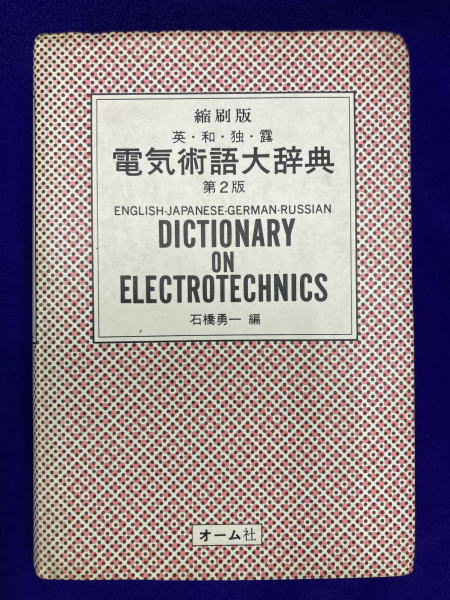 縮刷版
英・和・独・露
電気術語大辞典
第2版
ENGLISH-JAPANESE-GERMAN-RUSSIAN
DICTIONARY
ON
ELECTROTECHNICS
石橋勇一 編
オーム社